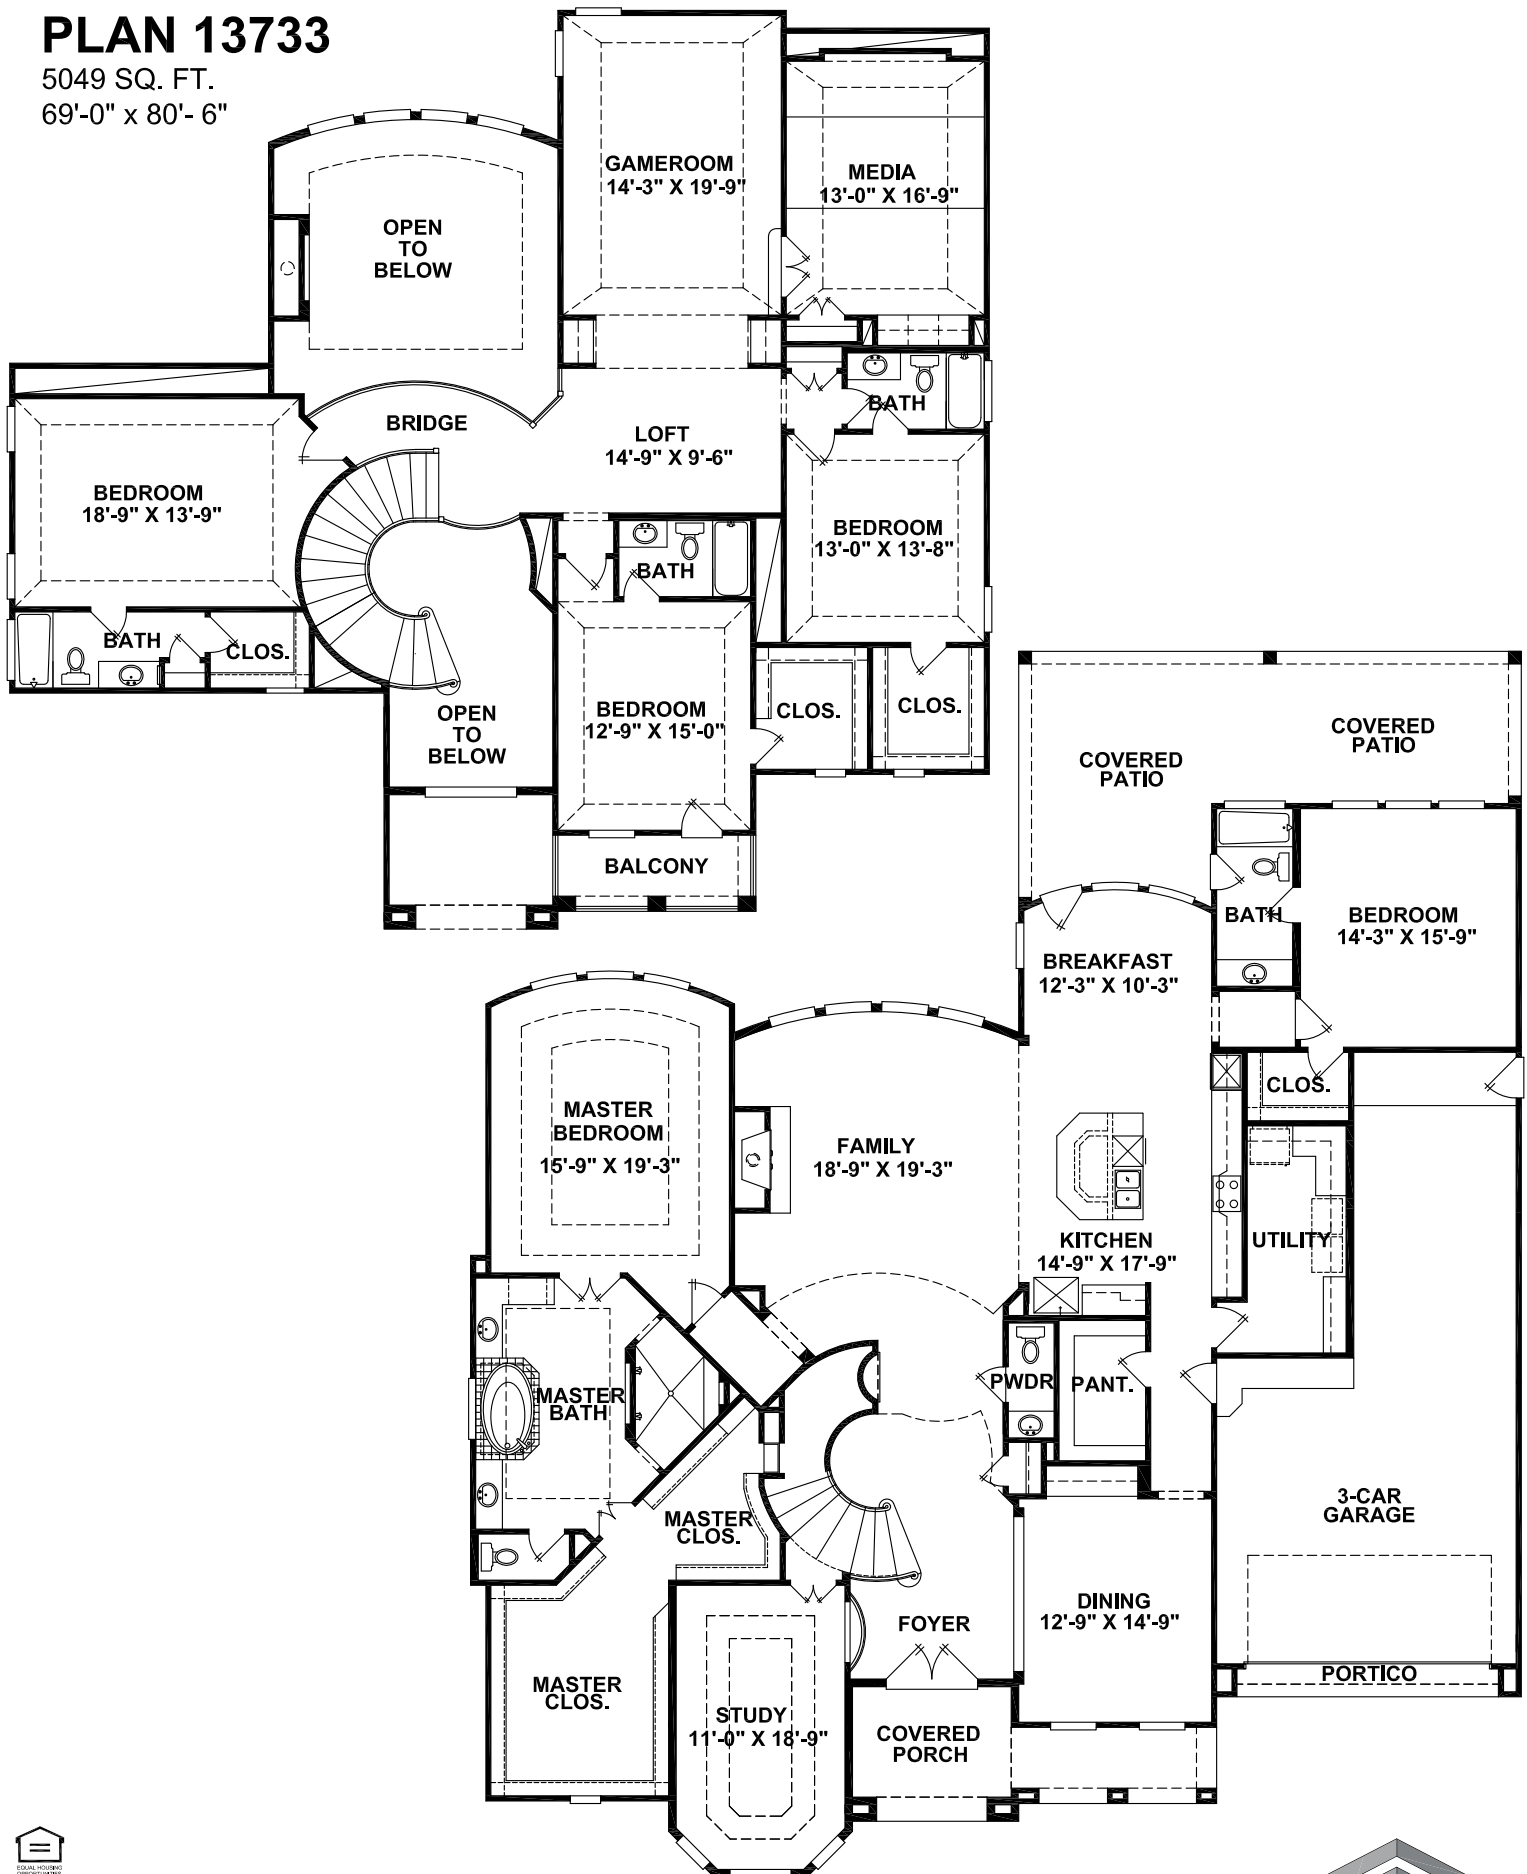 PLAN 13733
5049 SQ. FT.
69'-0" x 80'- 6"
GAMEROOM
14'-3" X 19'-9"
MEDIA
13'-0" X 16'-9"
OPEN
TO
BELOW
BRIDGE
LOFT
14'-9" X 9'-6"
BATH
BEDROOM
18'-9" X 13'-9"
BEDROOM
13'-0" X 13'-8"
BATH
BATH
CLOS.
BEDROOM
12'-9" X 15'-0"
CLOS.
CLOS.
OPEN
TO
BELOW
BALCONY
COVERED
PATIO
COVERED
PATIO
BATH
BEDROOM
14'-3" X 15'-9"
BREAKFAST
12'-3" X 10'-3"
CLOS.
MASTER
BEDROOM
15'-9" X 19'-3"
FAMILY
18'-9" X 19'-3"
KITCHEN
14'-9" X 17'-9"
UTILITY
PWDR
PANT.
MASTER
BATH
MASTER
CLOS.
3-CAR
GARAGE
DINING
12'-9" X 14'-9"
FOYER
MASTER
CLOS.
STUDY
11'-0" X 18'-9"
COVERED
PORCH
PORTICO
EQUAL HOUSING
OPPORTUNITIES